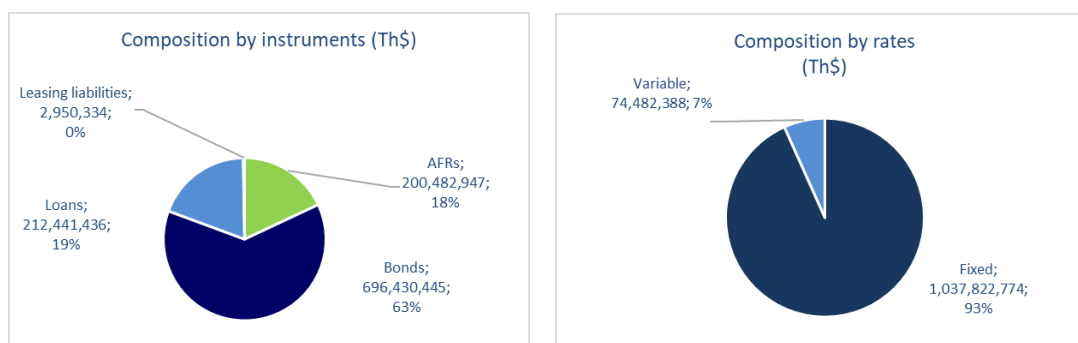 Composition by instruments (Th$)
Leasing liabilities;
2,950,334;
0%
AFRs;
200,482,947;
18%
Loans;
212,441,436;
19%
Bonds;
696,430,445;
63%
Composition by rates
(Th$)
Variable;
74,482,388; 7%
Fixed;
1,037,822,774;
93%